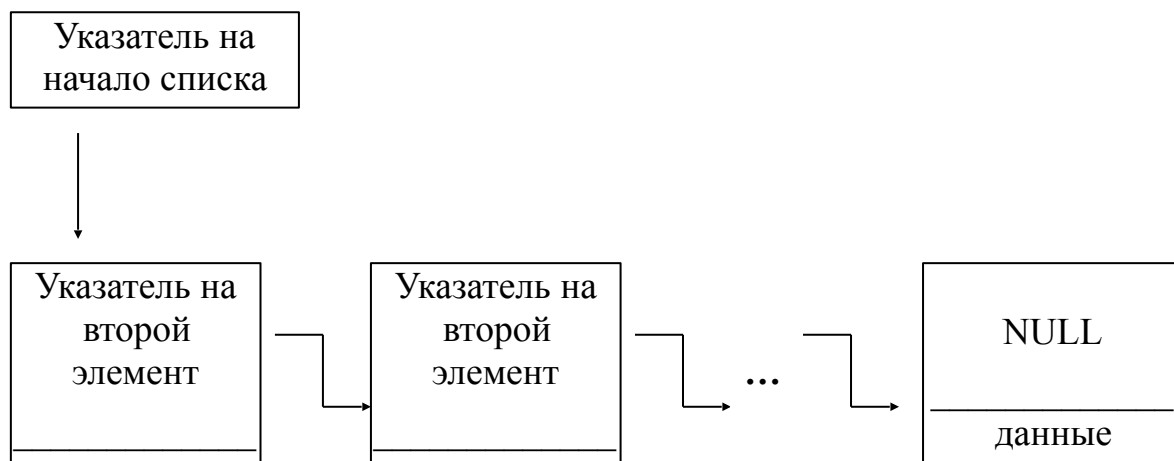 Указатель на
начало списка
Указатель на
второй
элемент
Указатель на
второй
элемент
...
NULL
данные